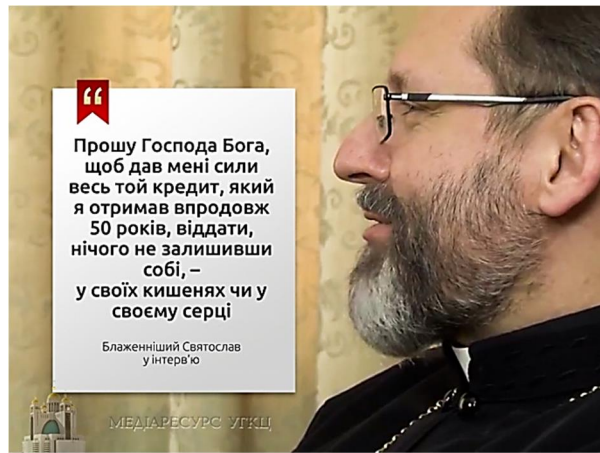 Прошу Господа Бога,
щоб дав мені сили
весь той кредит, який
я отримав впродовж
50 років, віддати,
нічого не залишивши
собі, –
у своїх кишенях чи у
своєму серці
Блаженніший Святослав
у інтерв'ю
МЕДІАРЕСУРС УГКЦ